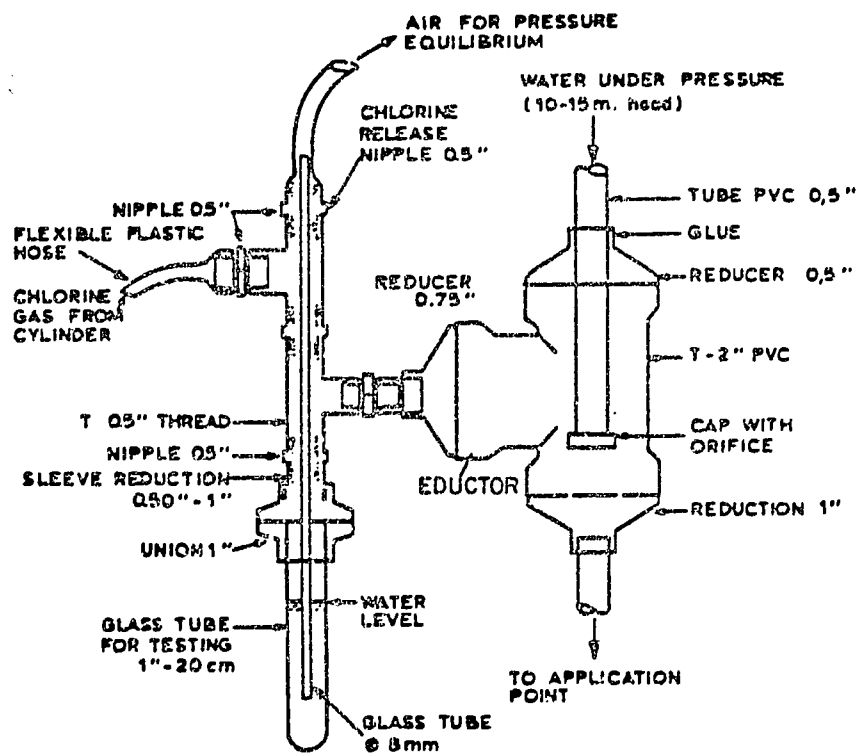 AIR FOR PRESSURE
EQUILIBRIUM
WATER UNDER PRESSURE
(10-15m. head)
CHLORINE
RELEASE
NIPPLE 0.5"
NIPPLE 0.5"
FLEXIBLE PLASTIC
HOSE
CHLORINE
GAS FROM
CYLINDER
TUBE PVC 0,5"
GLUE
REDUCER 0,5"
REDUCER
0.75"
T-2" PVC
T 0.5" THREAD
CAP WITH
ORIFICE
NIPPLE 0.5"
SLEEVE REDUCTION
0.50"-1"
EDUCTOR
REDUCTION 1"
UNION 1"
WATER
LEVEL
GLASS TUBE
FOR TESTING
1"-20 cm
TO APPLICATION
POINT
GLASS TUBE
8mm